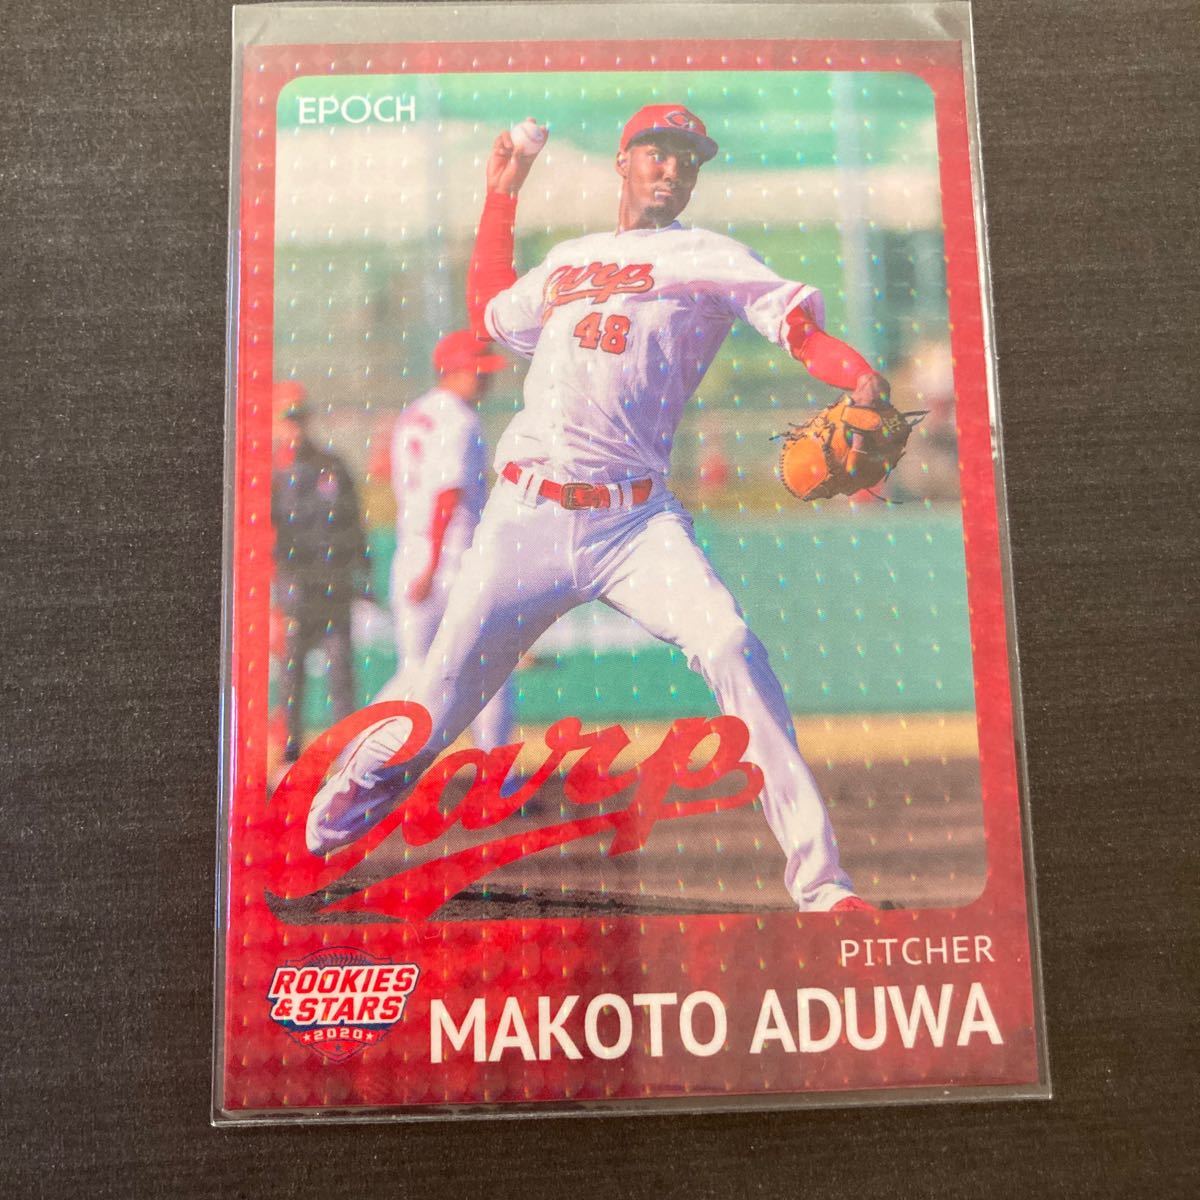 EPOCH
Carp
48
Carp
PITCHER
ROOKIES
& STARS
2020
MAKOTO ADUWA